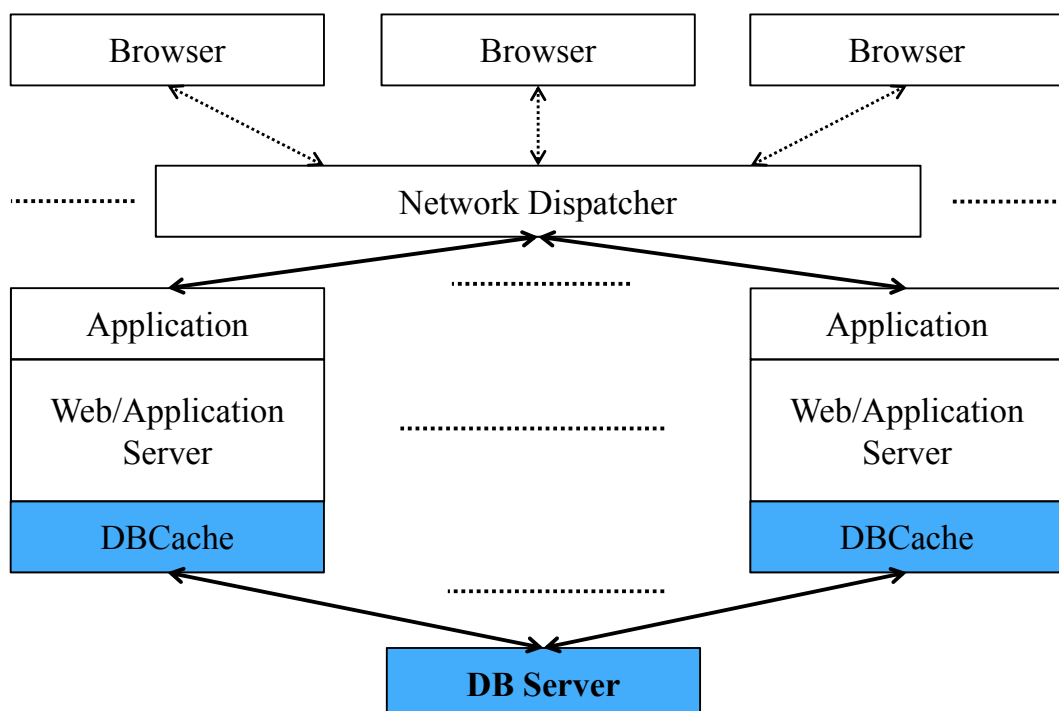 Browser
Browser
Browser
Network Dispatcher
Application
Application
Web/Application
Server
Web/Application
Server
DBCache
DBCache
DB Server